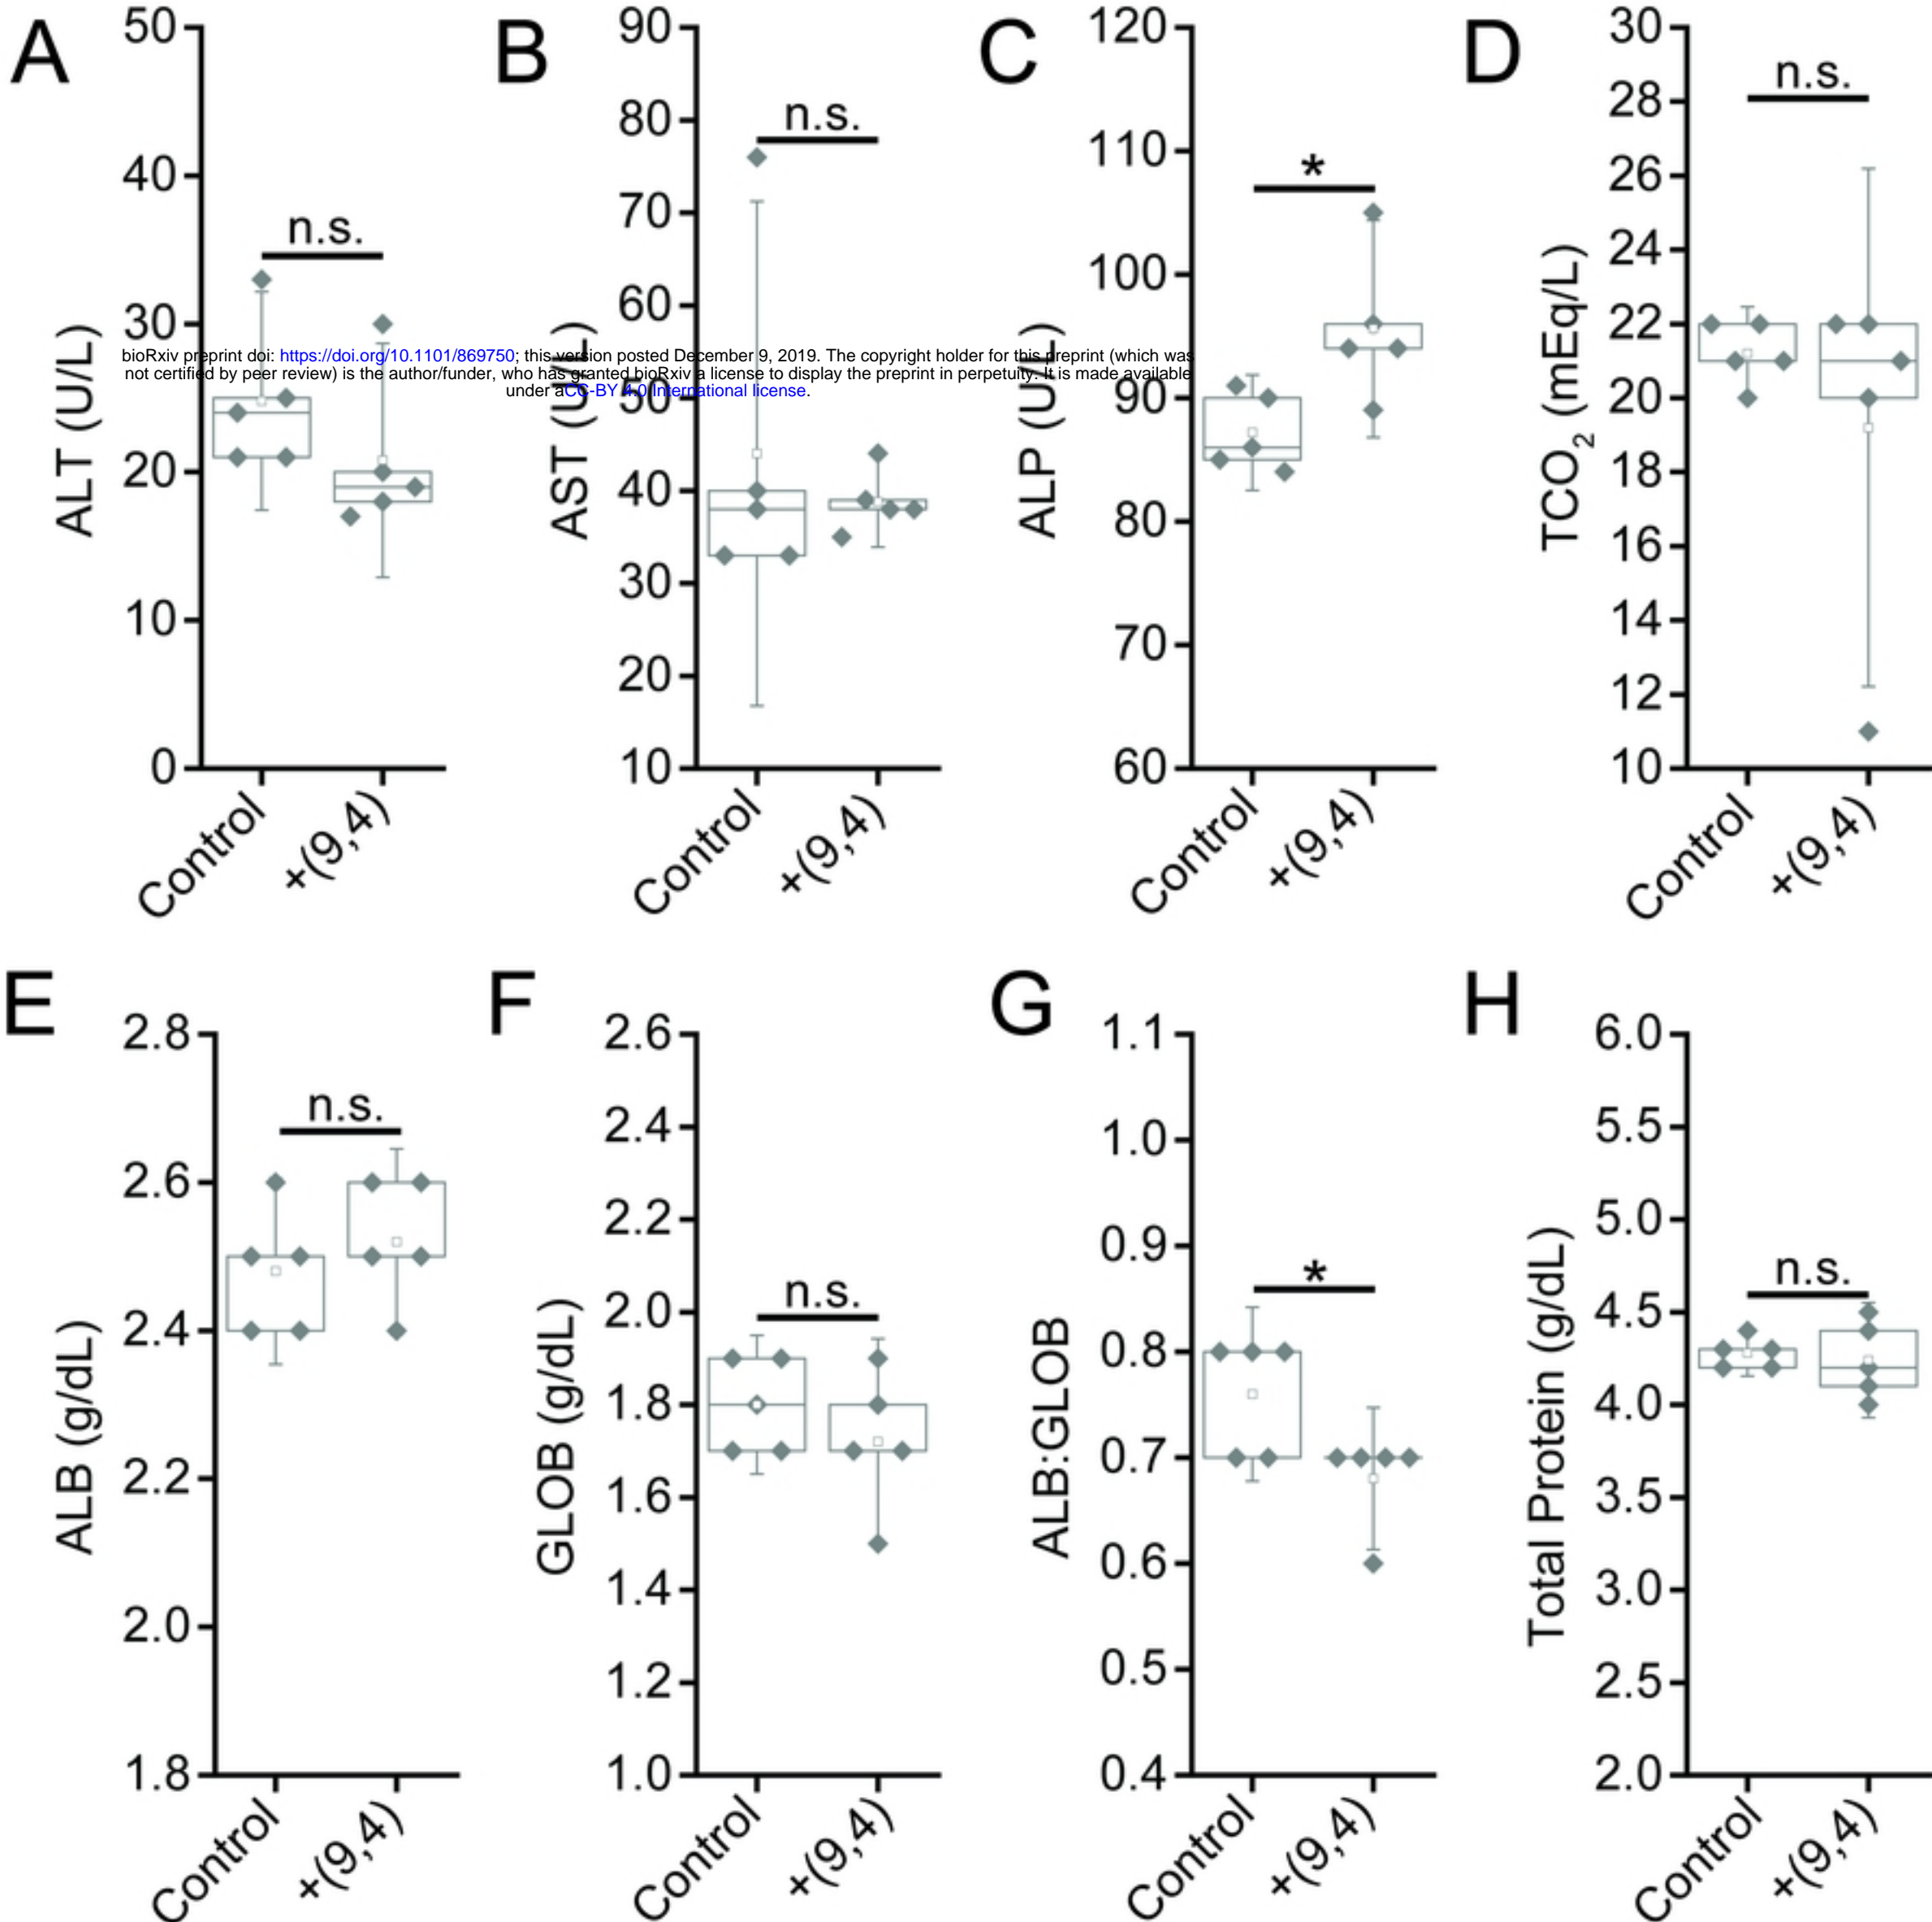 A
50
40
30
20
10
0
ALT (U/L)
n.s.
Control
+(9,4)
B
90
80
70
60
50
40
30
20
10
AST (U/L)
n.s.
Control
+(9,4)
C
120
110
100
90
80
70
60
ALP (U/L)
*
Control
+(9,4)
D
30
28
26
24
22
20
18
16
14
12
10
TCO2 (mEq/L)
n.s.
Control
+(9,4)
bioRxiv preprint doi: https://doi.org/10.1101/869750; this version posted December 9, 2019. The copyright holder for this preprint (which was
not certified by peer review) is the author/funder, who has granted bioRxiv a license to display the preprint in perpetuity. It is made available
under aCC-BY 4.0 International license.
E
2.8
2.6
2.4
2.2
2.0
1.8
ALB (g/dL)
n.s.
Control
+(9,4)
F
2.6
2.4
2.2
2.0
1.8
1.6
1.4
1.2
1.0
GLOB (g/dL)
n.s.
Control
+(9,4)
G
1.1
1.0
0.9
0.8
0.7
0.6
0.5
0.4
ALB:GLOB
*
Control
+(9,4)
H
6.0
5.5
5.0
4.5
4.0
3.5
3.0
2.5
2.0
Total Protein (g/dL)
n.s.
Control
+(9,4)